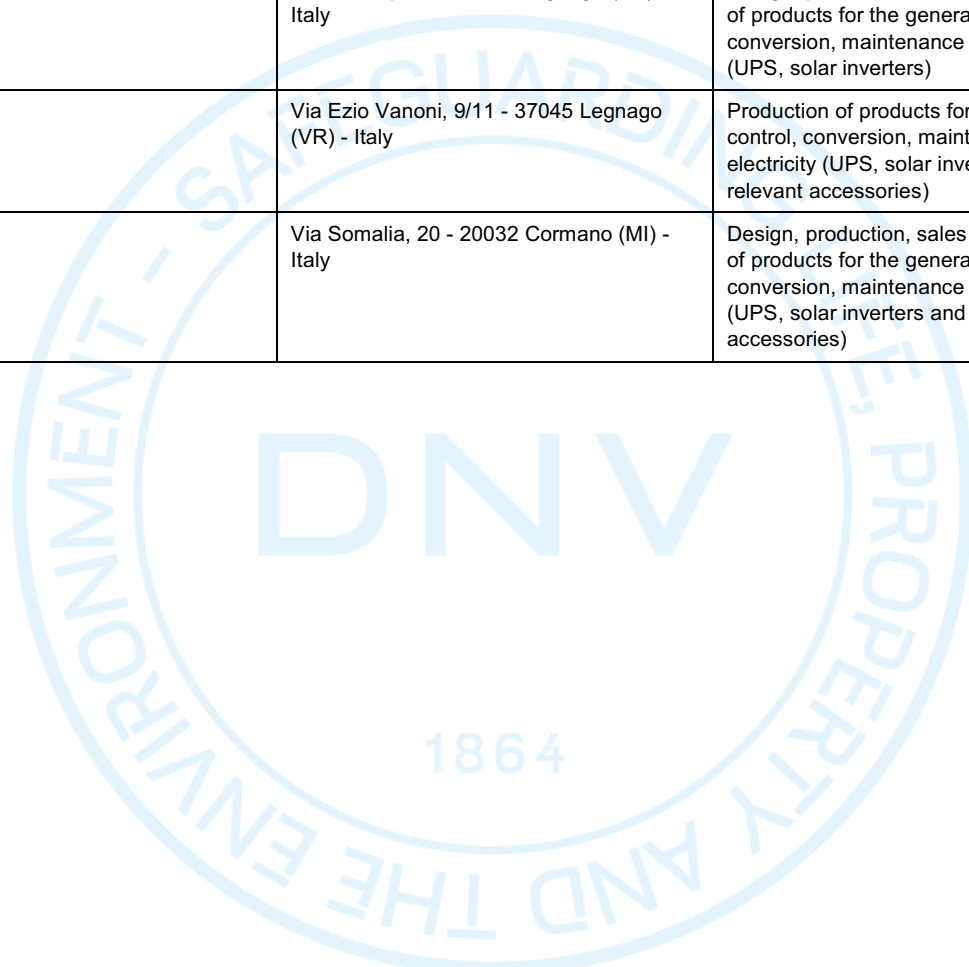 Italy
of products for the genera
conversion, maintenance
(UPS, solar inverters)
Via Ezio Vanoni, 9/11 - 37045 Legnago
(VR) - Italy
Production of products for
control, conversion, maint
electricity (UPS, solar inve
relevant accessories)
Via Somalia, 20 - 20032 Cormano (MI) -
Italy
Design, production, sales
of products for the genera
conversion, maintenance
(UPS, solar inverters and
accessories)
SAFEGUARDING LIFE, PROPERTY AND THE ENVIRONMENT -
DNV
1864